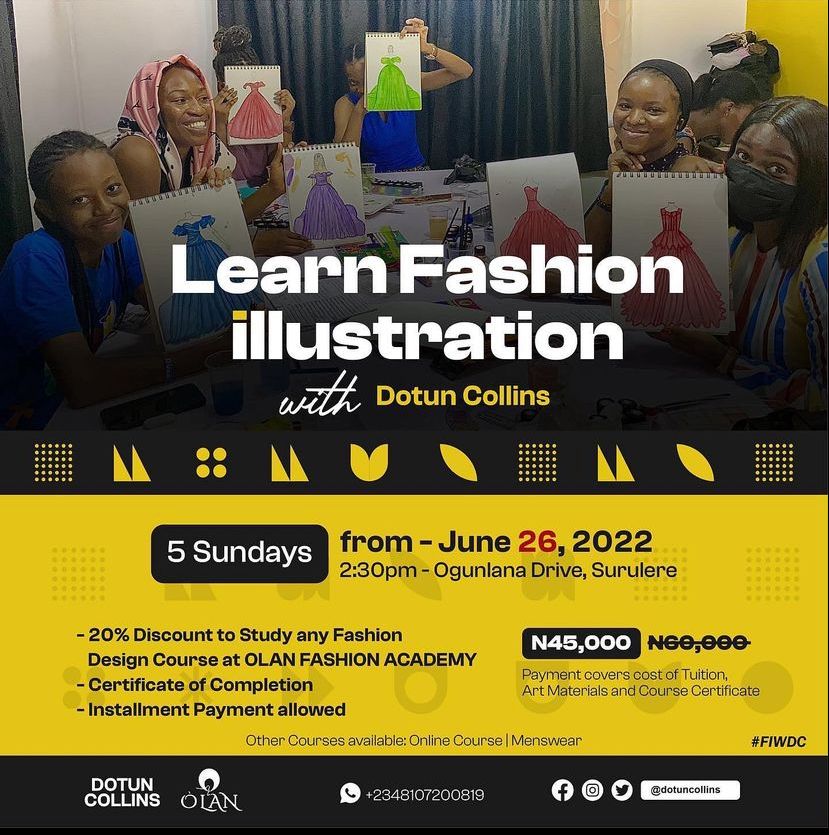 Learn Fashion
illustration
with Dotun Collins
5 Sundays
from - June 26, 2022
2:30pm - Ogunlana Drive, Surulere
- 20% Discount to Study any Fashion
Design Course at OLAN FASHION ACADEMY
- Certificate of Completion
- Installment Payment allowed
N45,000 N60,000
Payment covers cost of Tuition,
Art Materials and Course Certificate
Other Courses available: Online Course | Menswear
#FIWDC
DOTUN
COLLINS
OLAN
+2348107200819
@dotuncollins